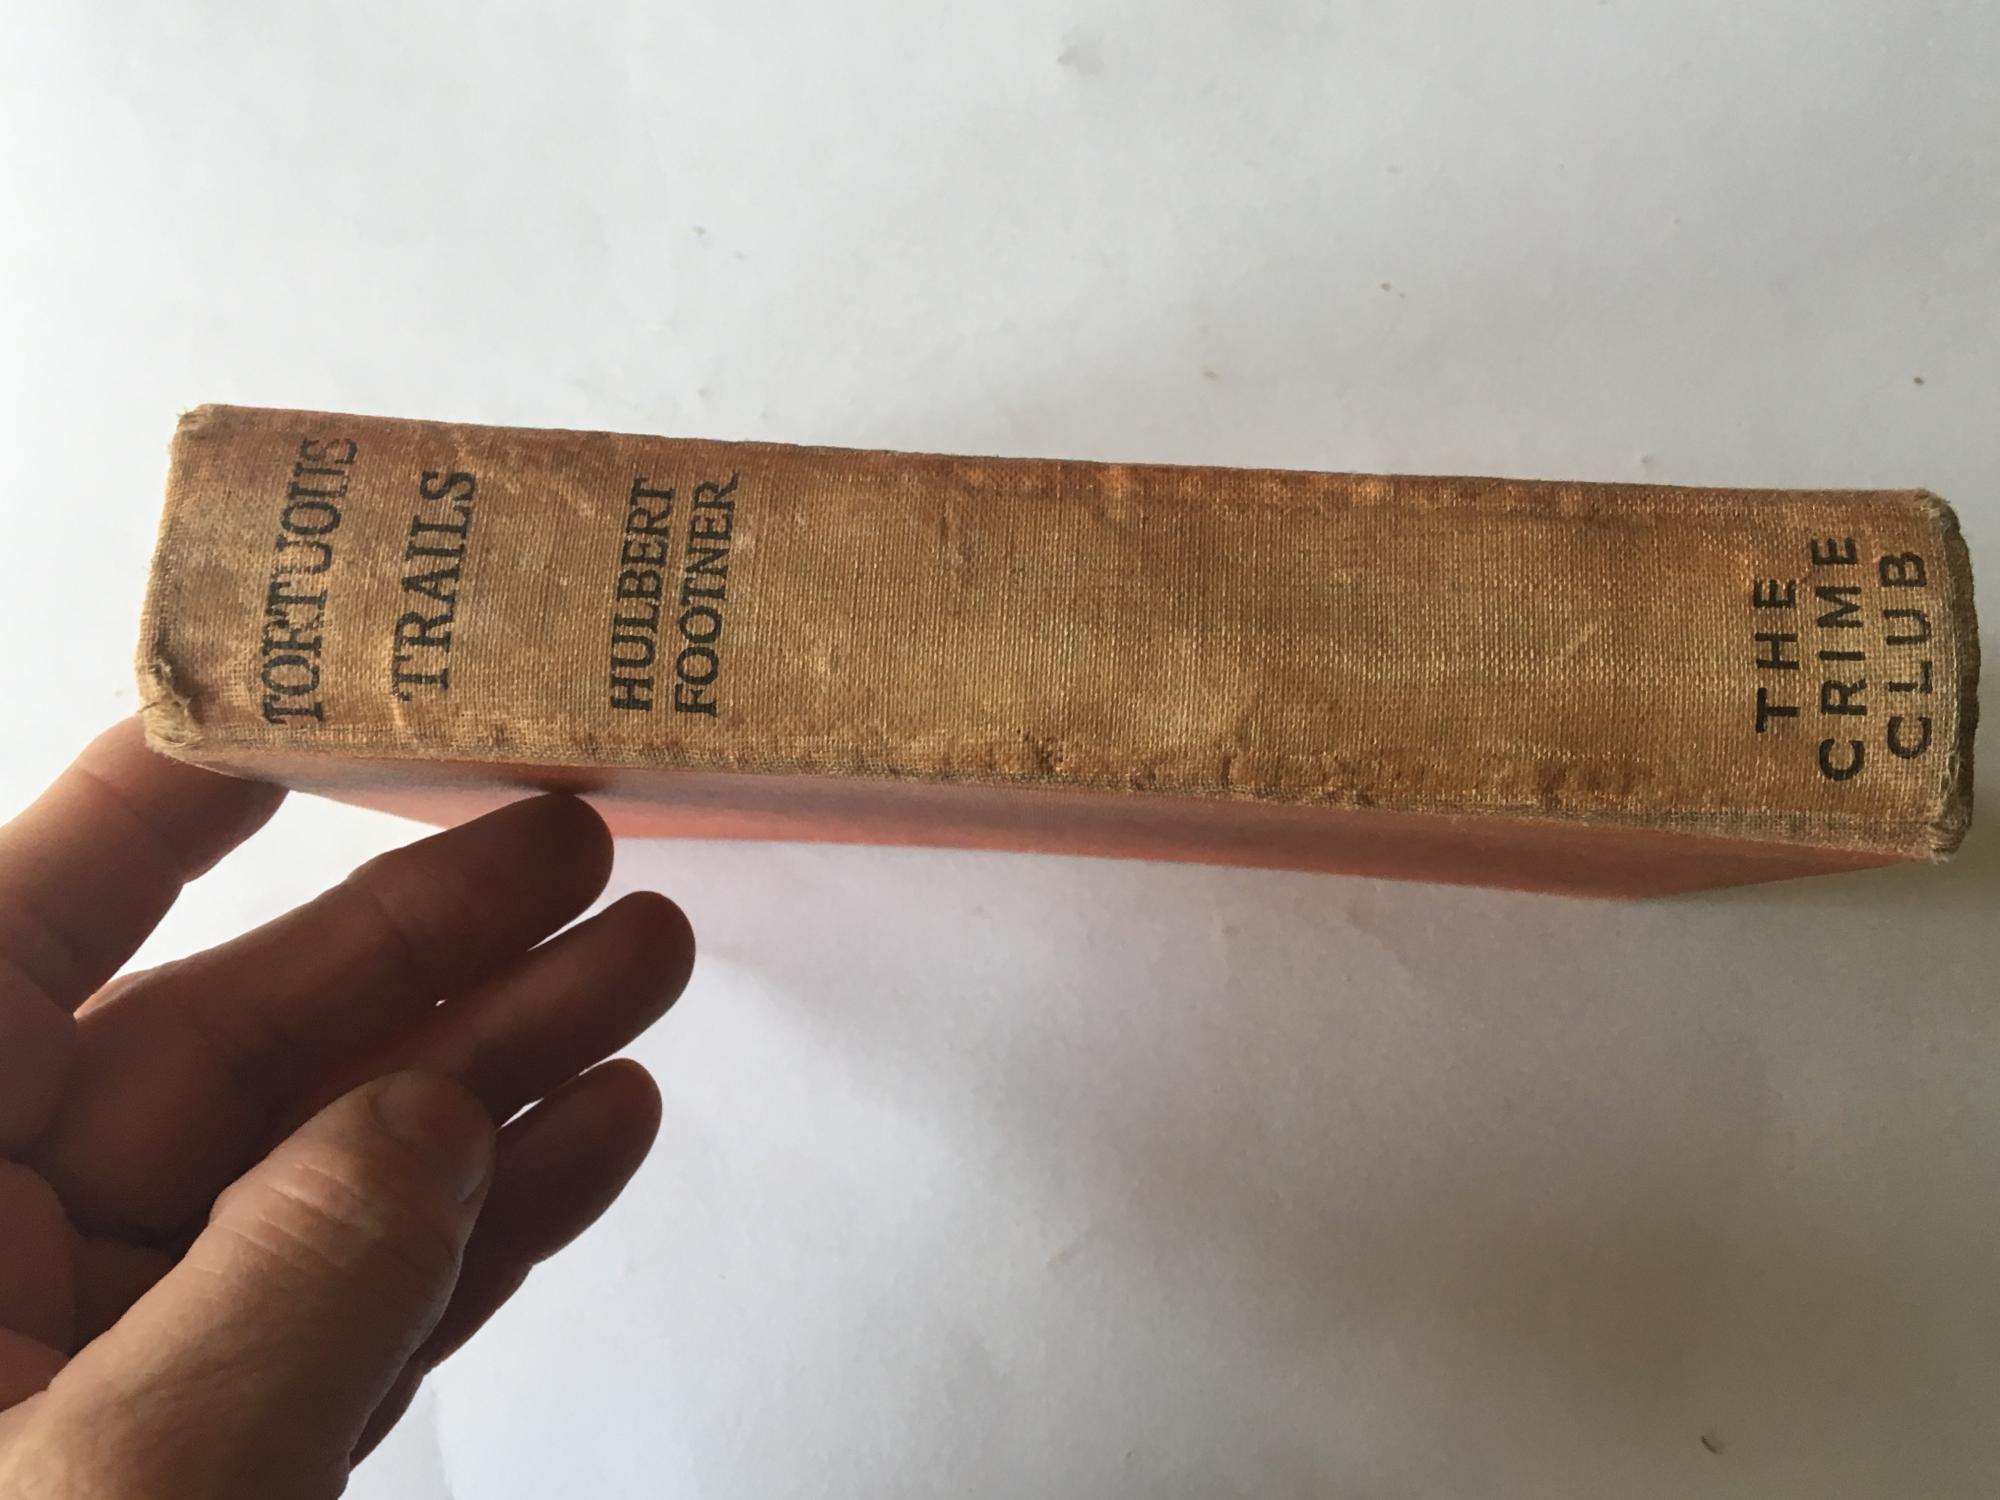 TORTUOUS
TRAILS
HULBERT
FOOTNER
THE
CRIME
CLUB